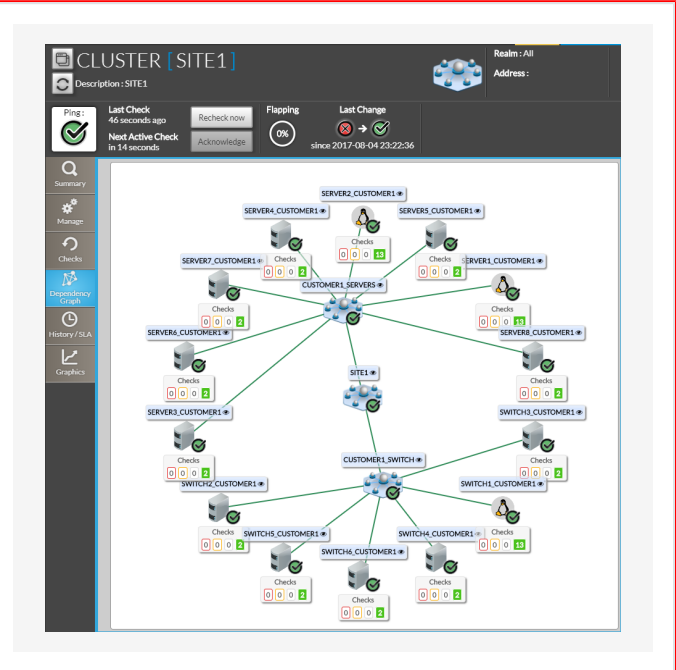 CLUSTER [ SITE1 ]
Description : SITE1
Realm : All
Address :
Ping :
Last Check
46 seconds ago
Next Active Check
in 14 seconds
Recheck now
Acknowledge
Flapping
0%
Last Change
since 2017-08-04 23:22:36
Summary
Manage
Checks
Dependency
Graph
History / SLA
Graphics
SERVER2_CUSTOMER1
Checks
0 0 0 13
SERVER4_CUSTOMER1
Checks
0 0 0 2
SERVER5_CUSTOMER1
Checks
0 0 0 2
SERVER7_CUSTOMER1
Checks
0 0 0 2
SERVER1_CUSTOMER1
Checks
0 0 0 13
CUSTOMER1_SERVERS
SERVER6_CUSTOMER1
Checks
0 0 0 2
SERVER8_CUSTOMER1
Checks
0 0 0 2
SITE1
SERVER3_CUSTOMER1
Checks
0 0 0 2
SWITCH3_CUSTOMER1
Checks
0 0 0 2
CUSTOMER1_SWITCH
SWITCH2_CUSTOMER1
Checks
0 0 0 2
SWITCH1_CUSTOMER1
Checks
0 0 0 13
SWITCH5_CUSTOMER1
Checks
0 0 0 2
SWITCH4_CUSTOMER1
Checks
0 0 0 2
SWITCH6_CUSTOMER1
Checks
0 0 0 2